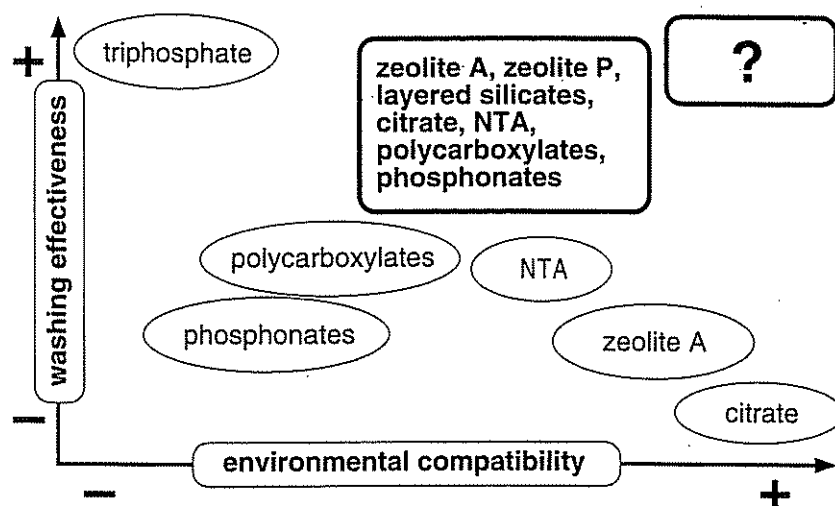 +
triphosphate
zeolite A, zeolite P,
layered silicates,
citrate, NTA,
polycarboxylates,
phosphonates
?
washing effectiveness
polycarboxylates
NTA
phosphonates
zeolite A
citrate
−
environmental compatibility
−
+